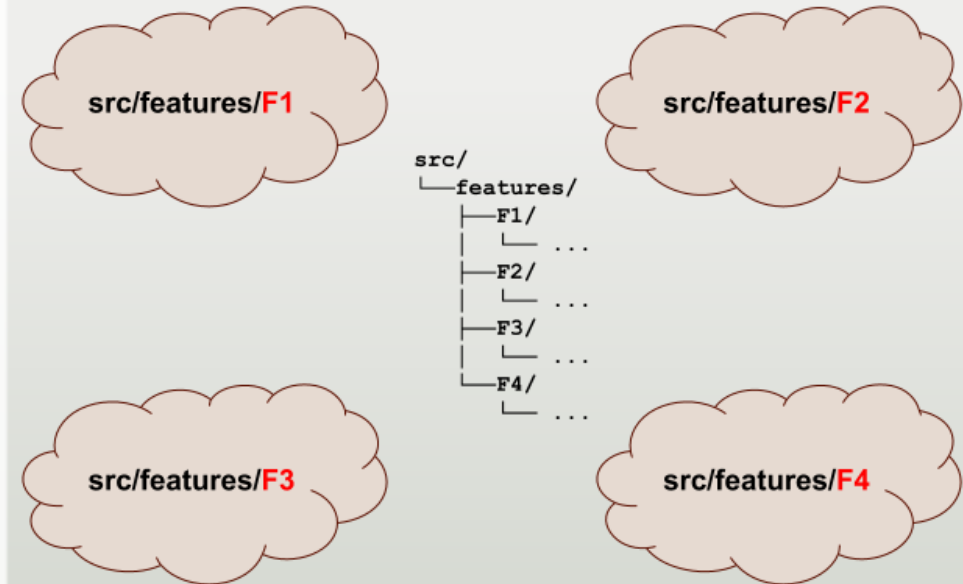 src/features/F1
src/features/F2
src/
└──features/
   ├──F1/
   │  └── ...
   ├──F2/
   │  └── ...
   ├──F3/
   │  └── ...
   └──F4/
      └── ...
src/features/F3
src/features/F4